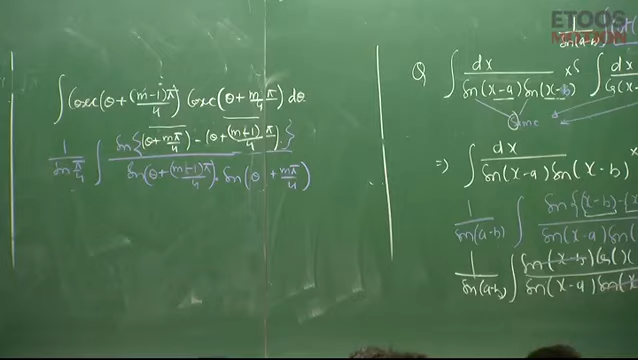 ETOOS
MOTION
∫ Cosec(θ + (m-1)π/4) Cosec(θ + mπ/4) dθ
1/sin π/4 ∫ sin{(θ + mπ/4) - (θ + (m-1)π/4)} / sin(θ + (m-1)π/4) . sin(θ + mπ/4)
Q ∫ dx / sin(x-a) sin(x-b)
∫ dx
⇒ ∫ dx / sin(x-a) sin(x-b)
1/sin(a-b) ∫ sin{(x-b)-(x / sin(x-a) sin(
1/sin(a-b) ∫ sin(x-b) Cos( ) ( / sin(x-a) sin(x-b